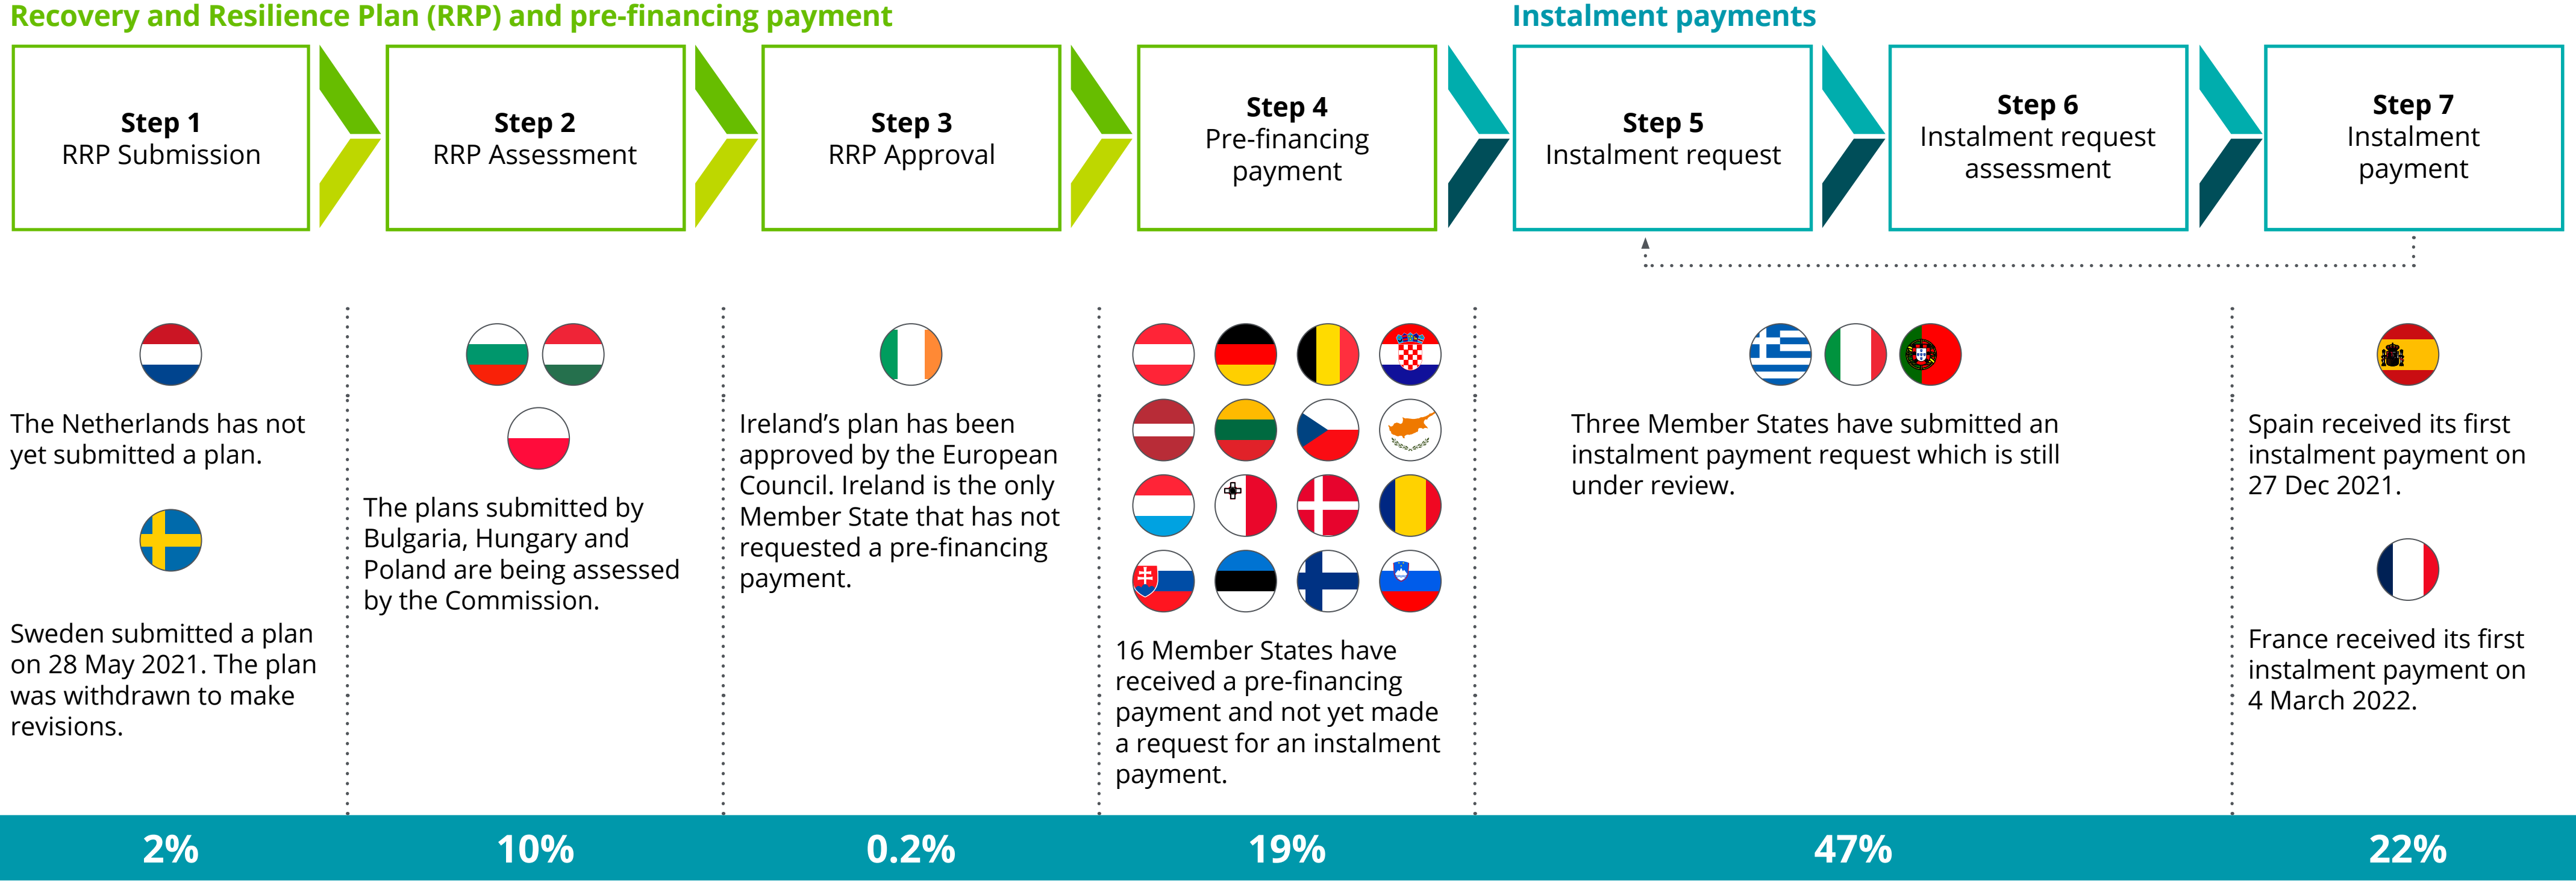 Recovery and Resilience Plan (RRP) and pre-financing payment
Instalment payments
Step 1
RRP Submission
Step 2
RRP Assessment
Step 3
RRP Approval
Step 4
Pre-financing
payment
Step 5
Instalment request
Step 6
Instalment request
assessment
Step 7
Instalment
payment
The Netherlands has not
yet submitted a plan.
Sweden submitted a plan
on 28 May 2021. The plan
was withdrawn to make
revisions.
The plans submitted by
Bulgaria, Hungary and
Poland are being assessed
by the Commission.
Ireland’s plan has been
approved by the European
Council. Ireland is the only
Member State that has not
requested a pre-financing
payment.
16 Member States have
received a pre-financing
payment and not yet made
a request for an instalment
payment.
Three Member States have submitted an
instalment payment request which is still
under review.
Spain received its first
instalment payment on
27 Dec 2021.
France received its first
instalment payment on
4 March 2022.
2%
10%
0.2%
19%
47%
22%